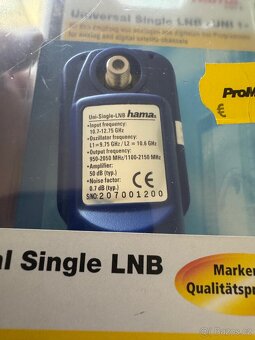 Universal Single LNB
Uni-Single-LNB hama®
•Input frequency:
10,7-12,75 GHz
•Oszillator frequency:
L1 = 9.75 GHz / L2 = 10,6 GHz
•Output frequency:
950-2050 MHz/1100-2150 MHz
•Amplifier:
50 dB (typ.)
•Noise factor:
0.7 dB (typ.)
CE
S/NO: 207001200
ProM
€
al Single LNB
Marken
Qualitätspr